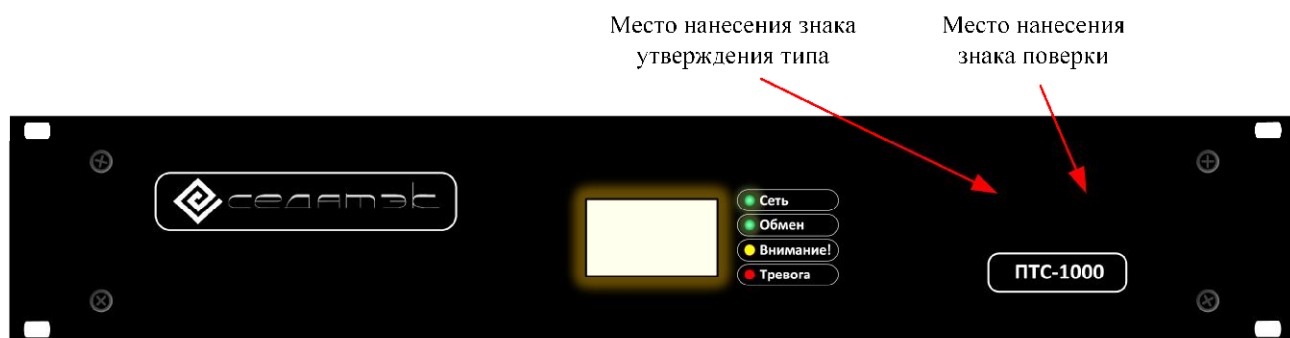 Место нанесения знака
утверждения типа
Место нанесения
знака поверки
седатэк
Сеть
Обмен
Внимание!
Тревога
ПТС-1000